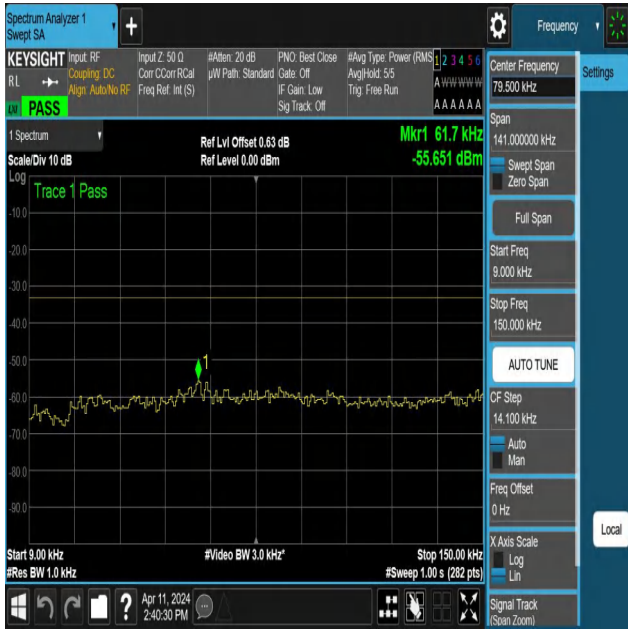 Spectrum Analyzer 1
Swept SA
+
Frequency
KEYSIGHT
RL
PASS
Input: RF
Coupling: DC
Align: Auto/No RF
Input Z: 50 Ω
Corr CCorr RCal
Freq Ref: Int (S)
#Atten: 20 dB
µW Path: Standard
PNO: Best Close
Gate: Off
IF Gain: Low
Sig Track: Off
#Avg Type: Power (RMS
Avg|Hold: 5/5
Trig: Free Run
1 2 3 4 5 6
A W W W W W
A A A A A A
1 Spectrum
Scale/Div 10 dB
Ref Lvl Offset 0.63 dB
Ref Level 0.00 dBm
Mkr1 61.7 kHz
-55.651 dBm
Log
Trace 1 Pass
-10.0
-20.0
-30.0
-40.0
-50.0
1
-60.0
-70.0
-80.0
-90.0
Start 9.00 kHz
#Res BW 1.0 kHz
#Video BW 3.0 kHz*
Stop 150.00 kHz
#Sweep 1.00 s (282 pts)
?
Apr 11, 2024
2:40:30 PM
Center Frequency
79.500 kHz
Settings
Span
141.000000 kHz
Swept Span
Zero Span
Full Span
Start Freq
9.000 kHz
Stop Freq
150.000 kHz
AUTO TUNE
CF Step
14.100 kHz
Auto
Man
Freq Offset
0 Hz
X Axis Scale
Log
Lin
Local
Signal Track
(Span Zoom)